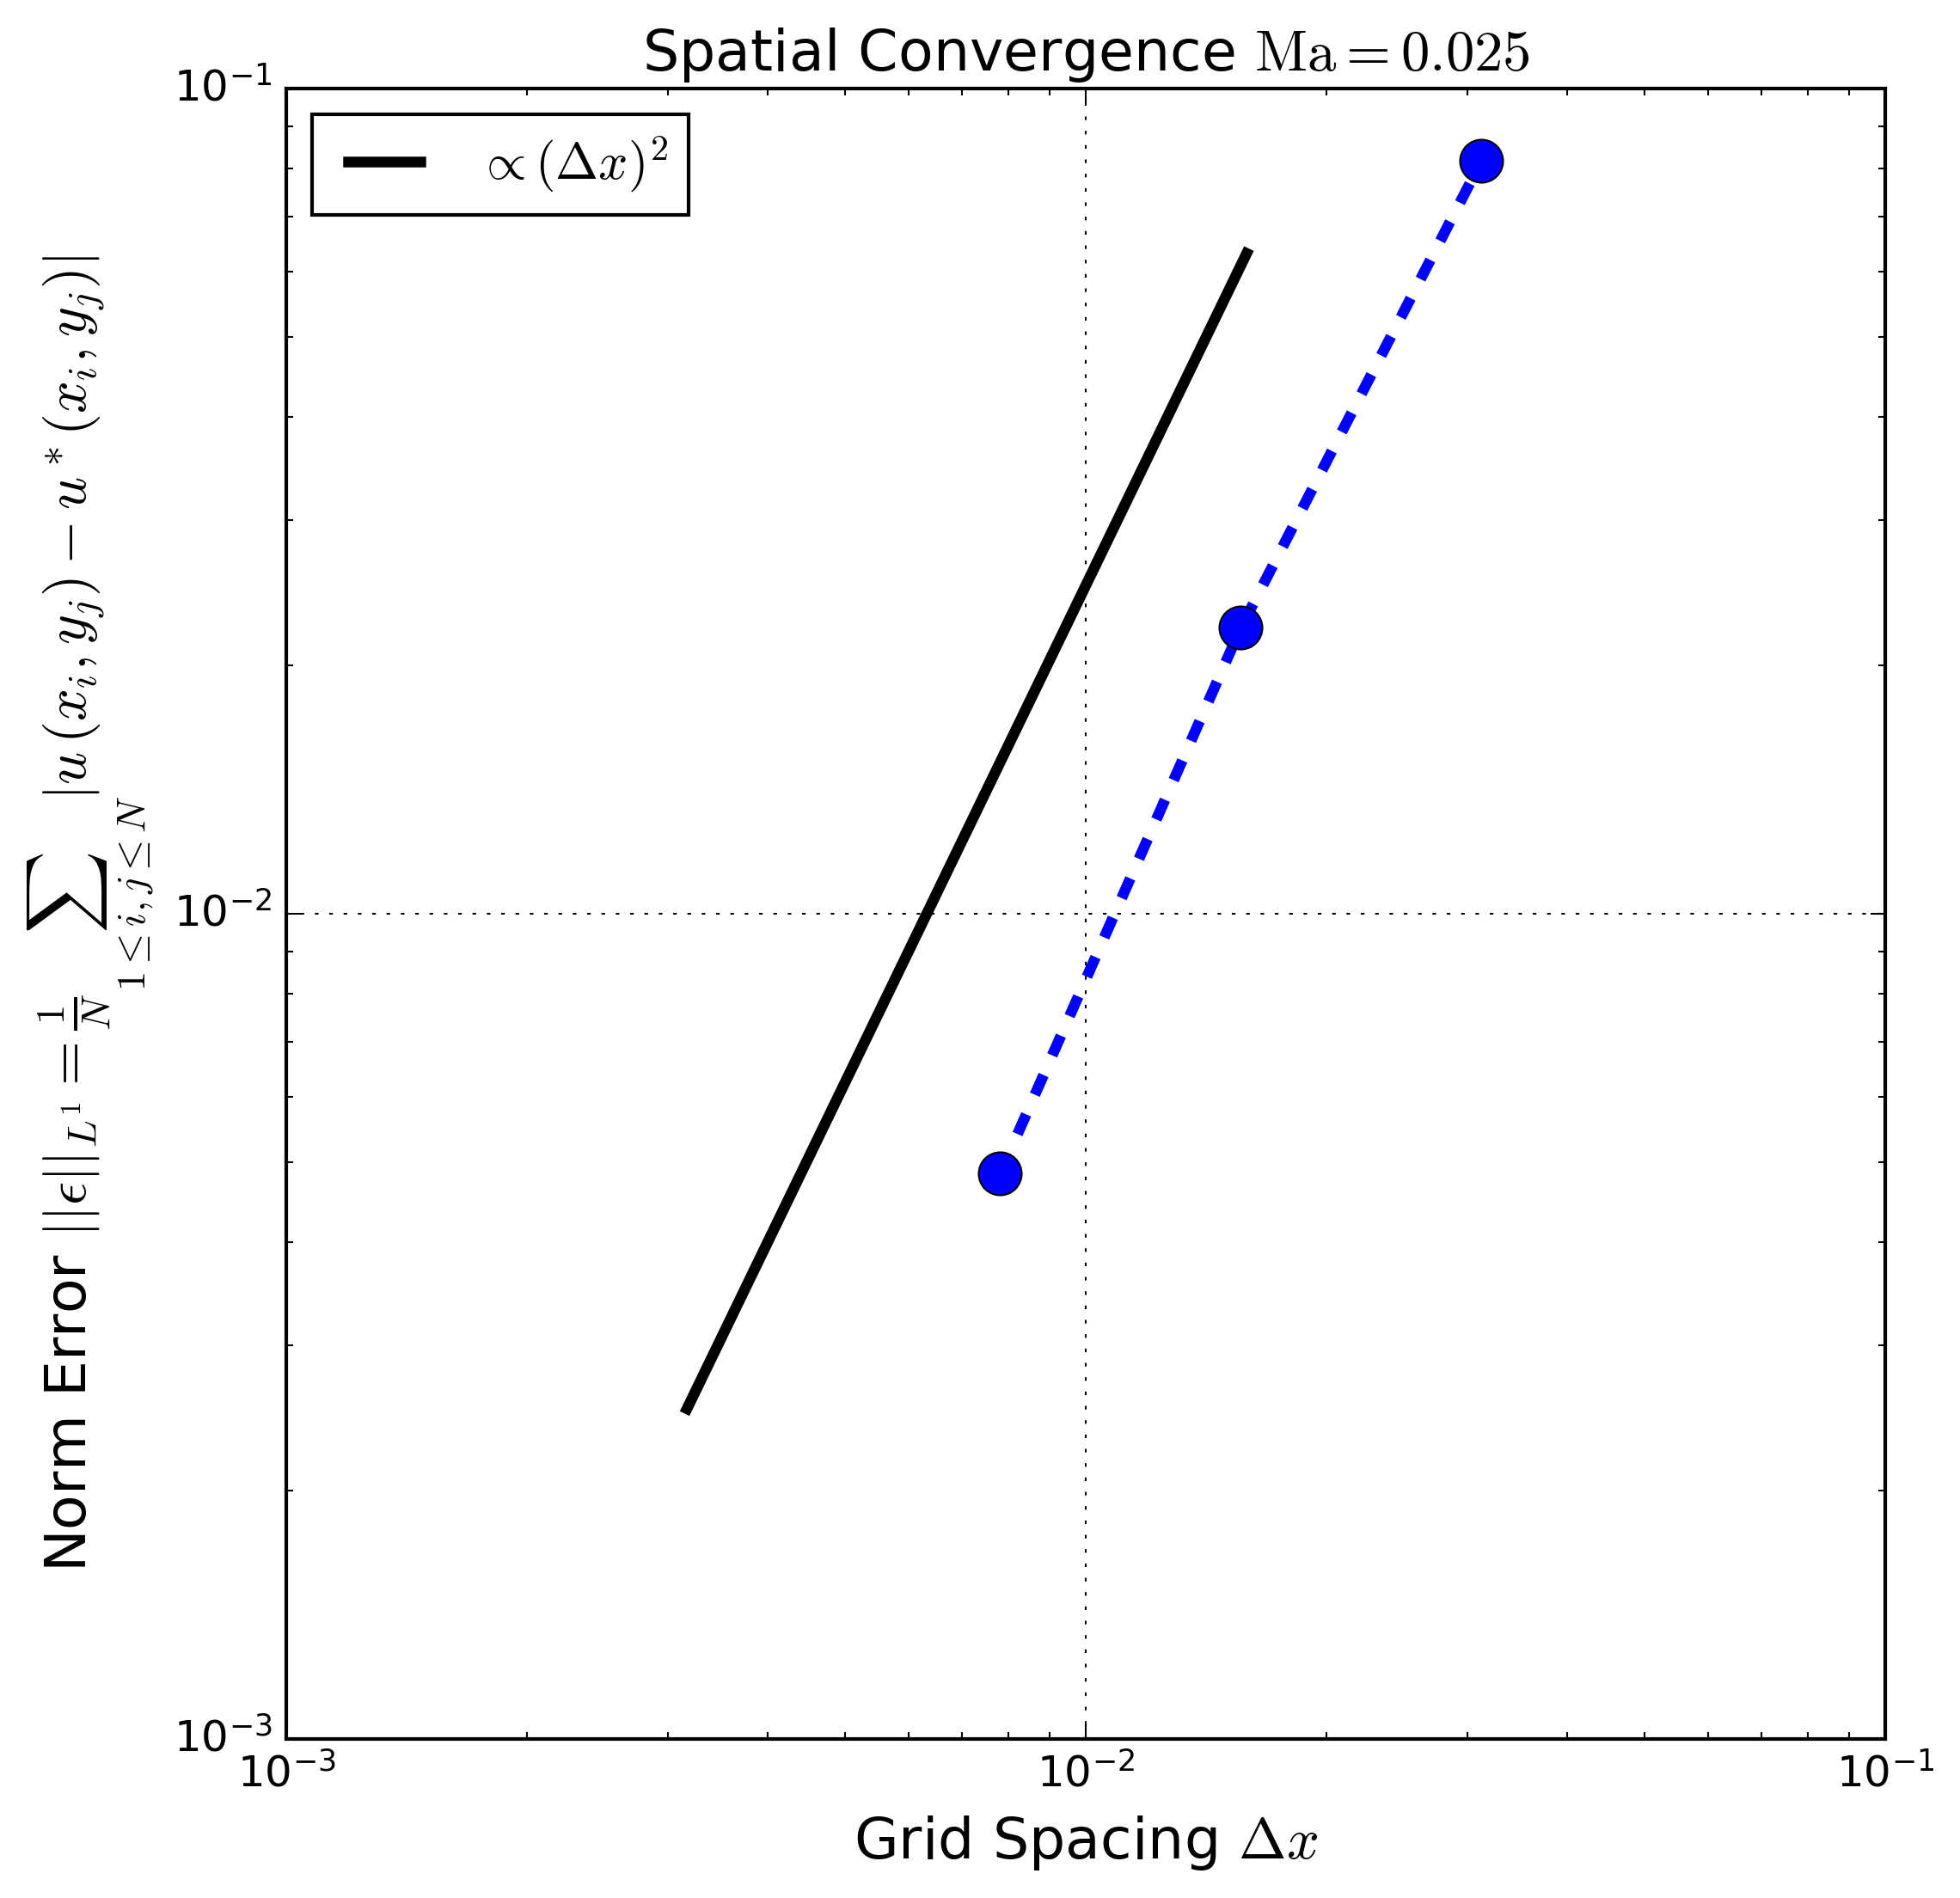 Spatial Convergence Ma = 0.025
∝ (Δx)²
Norm Error ||ϵ||_{L¹} = \frac{1}{N} ∑_{1≤i,j≤N} |u(x_i, y_j) − u*(x_i, y_j)|
10⁻¹
10⁻²
10⁻³
10⁻³ 10⁻² 10⁻¹
Grid Spacing Δx